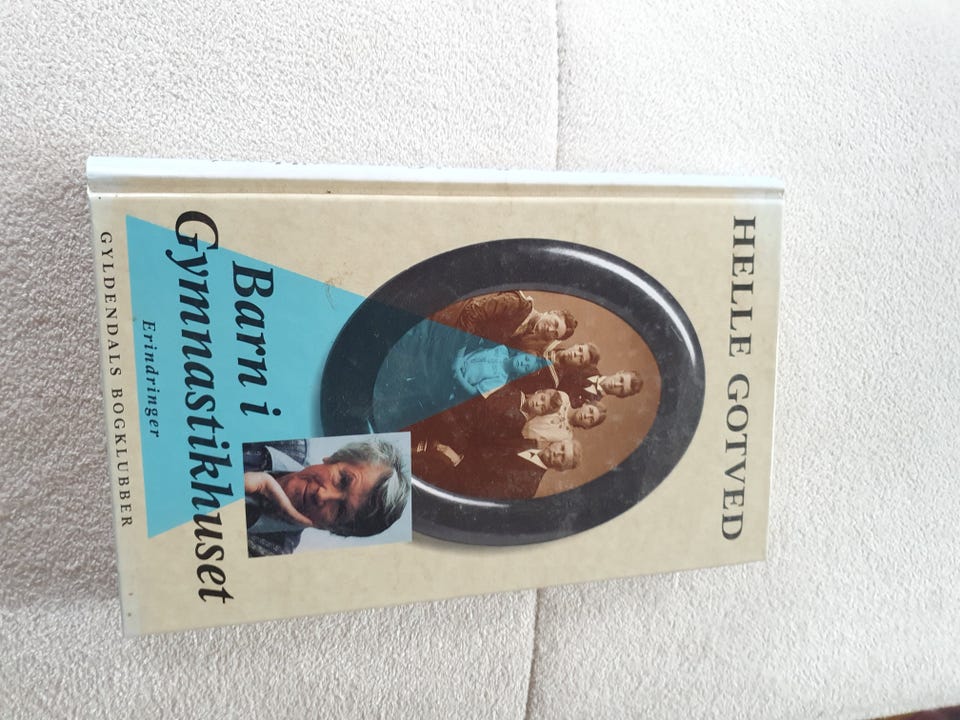 HELLE GOTVED
Barn i
Gymnastikhuset
Erindringer
GYLDENDALS BOGKLUBBER